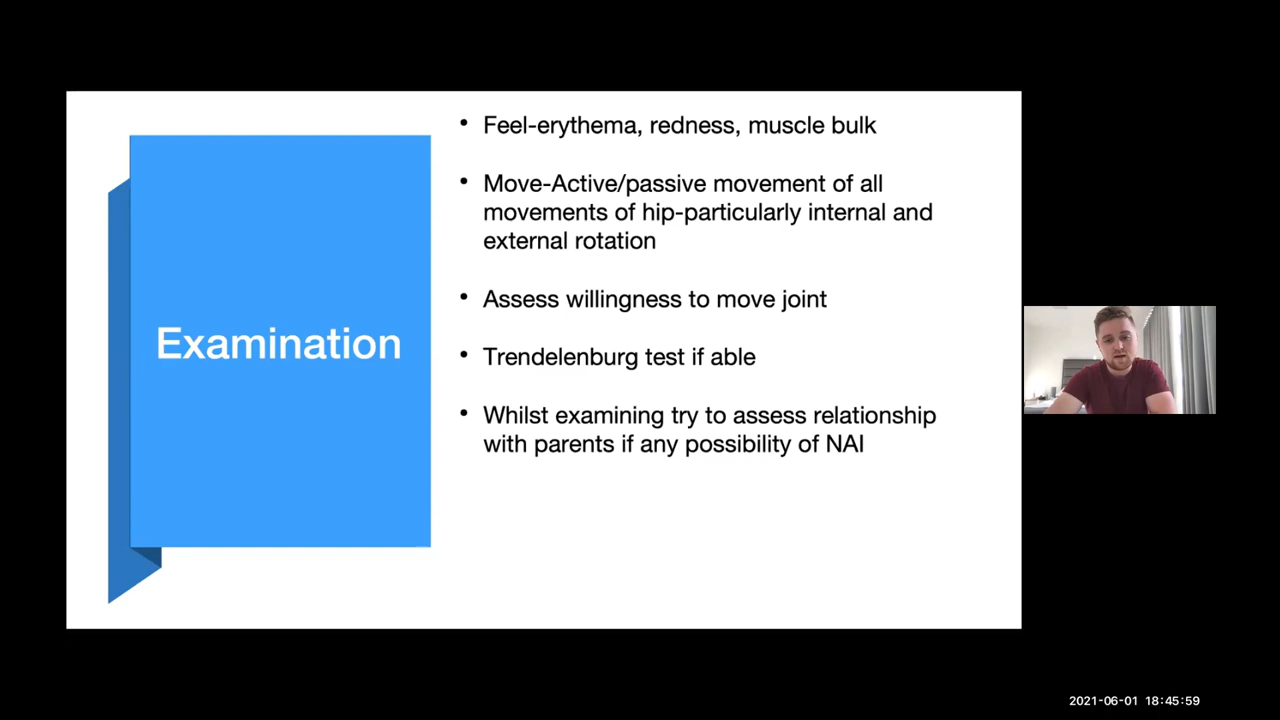 Examination
• Feel-erythema, redness, muscle bulk
• Move-Active/passive movement of all
movements of hip-particularly internal and
external rotation
• Assess willingness to move joint
• Trendelenburg test if able
• Whilst examining try to assess relationship
with parents if any possibility of NAI
2021-06-01 18:45:59